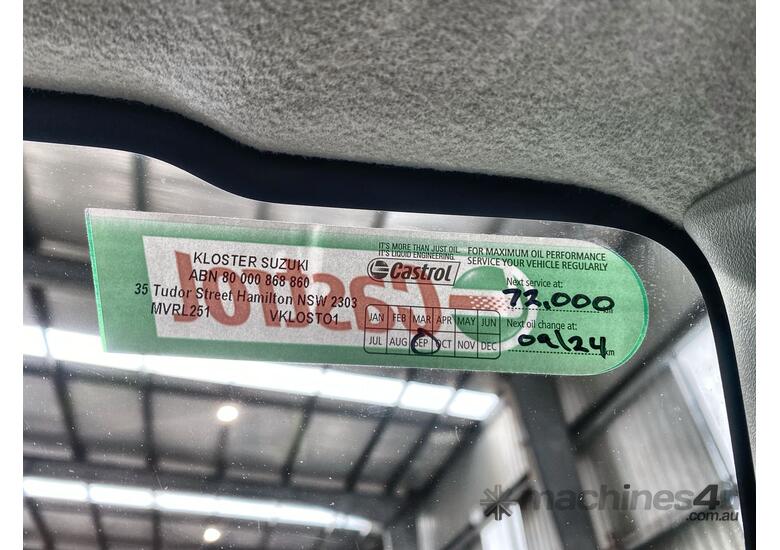 KLOSTER SUZUKI
ABN 80 000 868 860
35 Tudor Street Hamilton NSW 2303
MVRL251 VKLOSTO1
IT'S MORE THAN JUST OIL.
IT'S LIQUID ENGINEERING.
Castrol
JAN FEB MAR APR MAY JUN
JUL AUG SEP OCT NOV DEC
FOR MAXIMUM OIL PERFORMANCE
SERVICE YOUR VEHICLE REGULARLY
Next service at:
72,000 km
Next oil change at:
09/24 km
Castrol
machines4u
.com.au